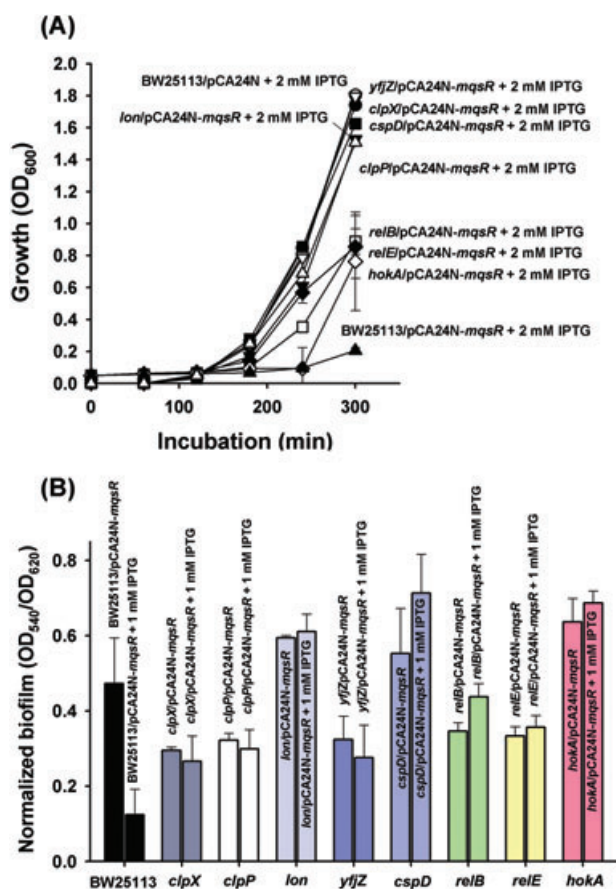 (A)
BW25113/pCA24N + 2 mM IPTG
lon/pCA24N-mqsR + 2 mM IPTG
yfjZ/pCA24N-mqsR + 2 mM IPTG
clpX/pCA24N-mqsR + 2 mM IPTG
cspD/pCA24N-mqsR + 2 mM IPTG
clpP/pCA24N-mqsR + 2 mM IPTG
relB/pCA24N-mqsR + 2 mM IPTG
relE/pCA24N-mqsR + 2 mM IPTG
hokA/pCA24N-mqsR + 2 mM IPTG
BW25113/pCA24N-mqsR + 2 mM IPTG
Growth (OD600)
2.0
1.8
1.6
1.4
1.2
1.0
0.8
0.6
0.4
0.2
0.0
0 100 200 300
Incubation (min)
(B)
Normalized biofilm (OD540/OD620)
0.8
0.6
0.4
0.2
0.0
BW25113/pCA24N-mqsR
BW25113/pCA24N-mqsR + 1 mM IPTG
clpX/pCA24N-mqsR
clpX/pCA24N-mqsR + 1 mM IPTG
clpP/pCA24N-mqsR
clpP/pCA24N-mqsR + 1 mM IPTG
lon/pCA24N-mqsR
lon/pCA24N-mqsR + 1 mM IPTG
yfjZ/pCA24N-mqsR
yfjZ/pCA24N-mqsR + 1 mM IPTG
cspD/pCA24N-mqsR
cspD/pCA24N-mqsR + 1 mM IPTG
relB/pCA24N-mqsR
relB/pCA24N-mqsR + 1 mM IPTG
relE/pCA24N-mqsR
relE/pCA24N-mqsR + 1 mM IPTG
hokA/pCA24N-mqsR
hokA/pCA24N-mqsR + 1 mM IPTG
BW25113 clpX clpP lon yfjZ cspD relB relE hokA